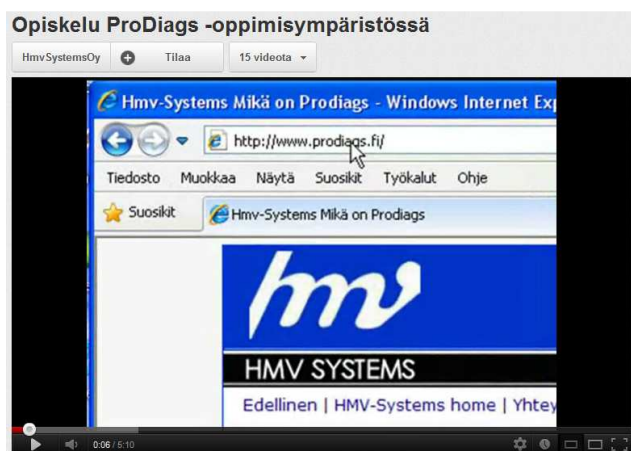 Opiskelu ProDiags -oppimisympäristössä
HmvSystemsOy Tilaa 15 videota
Hmv-Systems Mikä on Prodiags - Windows Internet Exp
http://www.prodiags.fi/
Tiedosto Muokkaa Näytä Suosikit Työkalut Ohje
Suosikit Hmv-Systems Mikä on Prodiags
hmv
HMV SYSTEMS
Edellinen | HMV-Systems home | Yhtey
0:06 / 5:10